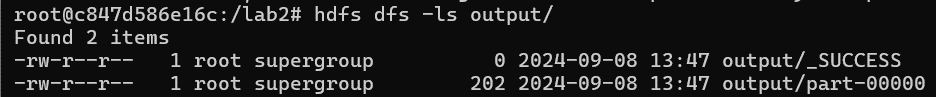 root@c847d586e16c:/lab2# hdfs dfs -ls output/
Found 2 items
-rw-r--r--   1 root supergroup          0 2024-09-08 13:47 output/_SUCCESS
-rw-r--r--   1 root supergroup        202 2024-09-08 13:47 output/part-00000